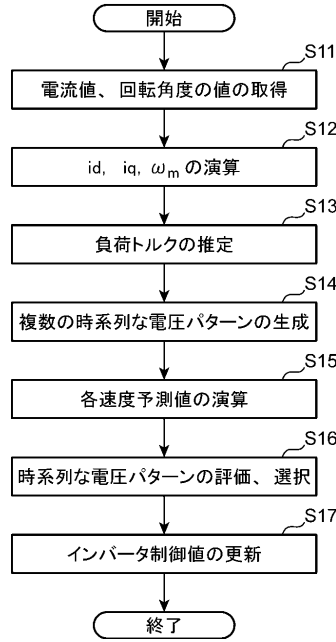 開始
S11
電流値、回転角度の値の取得
S12
id, iq, ωmの演算
S13
負荷トルクの推定
S14
複数の時系列な電圧パターンの生成
S15
各速度予測値の演算
S16
時系列な電圧パターンの評価、選択
S17
インバータ制御値の更新
終了